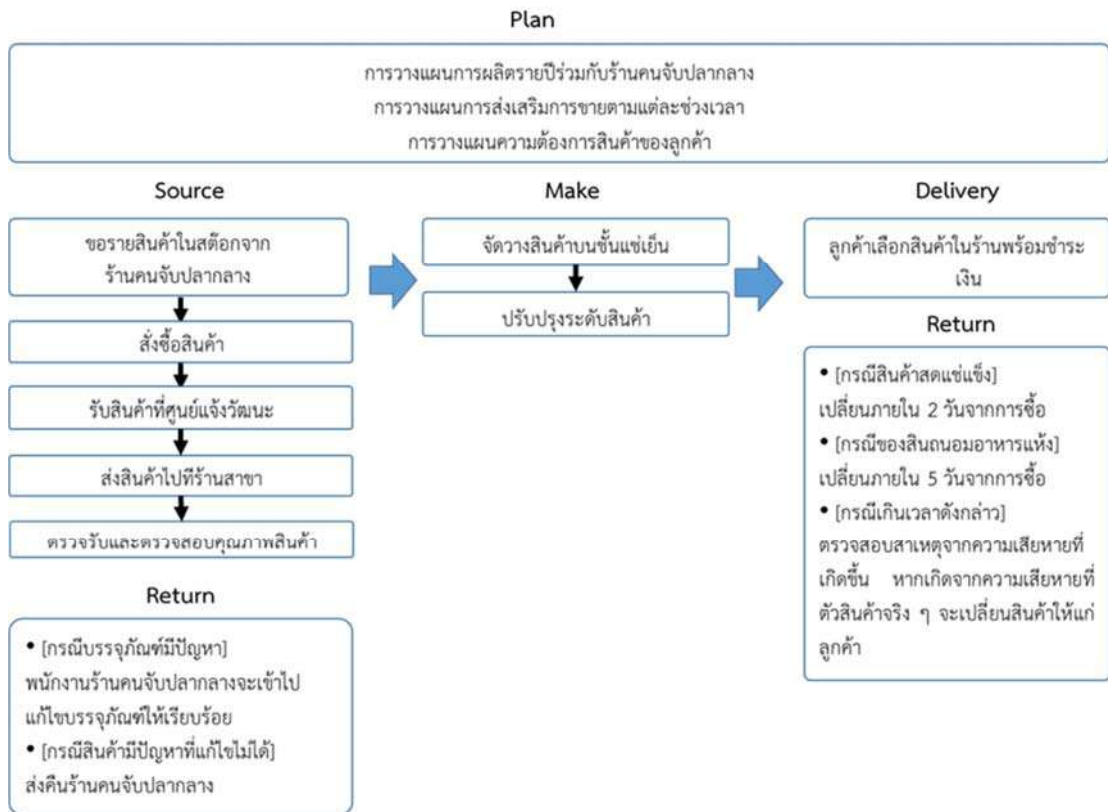 Plan
การวางแผนการผลิตรายปีร่วมกับร้านคนจับปลากลาง
การวางแผนการส่งเสริมการขายตามแต่ละช่วงเวลา
การวางแผนความต้องการสินค้าของลูกค้า
Source
ขอรายสินค้าในสต๊อกจาก
ร้านคนจับปลากลาง
สั่งซื้อสินค้า
รับสินค้าที่ศูนย์แจ้งวัฒนะ
ส่งสินค้าไปทีร้านสาขา
ตรวจรับและตรวจสอบคุณภาพสินค้า
Return
• [กรณีบรรจุภัณฑ์มีปัญหา]
พนักงานร้านคนจับปลากลางจะเข้าไป
แก้ไขบรรจุภัณฑ์ให้เรียบร้อย
• [กรณีสินค้ามีปัญหาที่แก้ไขไม่ได้]
ส่งคืนร้านคนจับปลากลาง
Make
จัดวางสินค้าบนชั้นแช่เย็น
ปรับปรุงระดับสินค้า
Delivery
ลูกค้าเลือกสินค้าในร้านพร้อมชำระ
เงิน
Return
• [กรณีสินค้าสดแช่แข็ง]
เปลี่ยนภายใน 2 วันจากการซื้อ
• [กรณีของสินถนอมอาหารแห้ง]
เปลี่ยนภายใน 5 วันจากการซื้อ
• [กรณีเกินเวลาดังกล่าว]
ตรวจสอบสาเหตุจากความเสียหายที่
เกิดขึ้น หากเกิดจากความเสียหายที่
ตัวสินค้าจริง ๆ จะเปลี่ยนสินค้าให้แก่
ลูกค้า